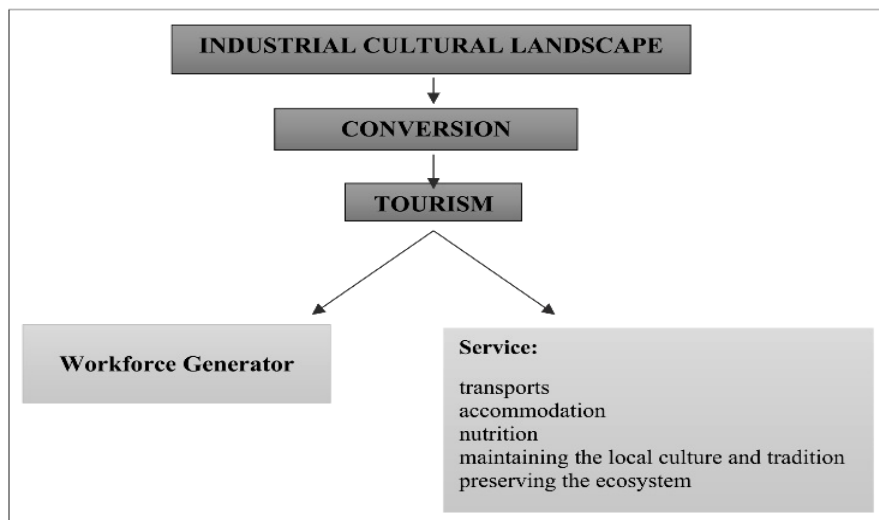 INDUSTRIAL CULTURAL LANDSCAPE
CONVERSION
TOURISM
Workforce Generator
Service:
transports
accommodation
nutrition
maintaining the local culture and tradition
preserving the ecosystem